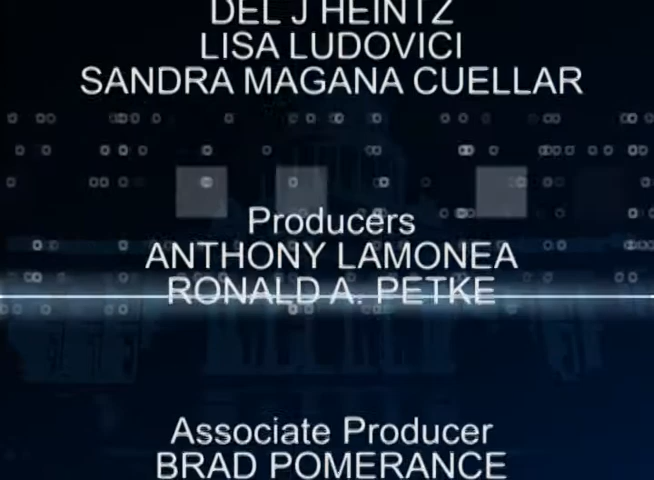 DEL J HEINTZ
LISA LUDOVICI
SANDRA MAGANA CUELLAR
Producers
ANTHONY LAMONEA
RONALD A. PETKE
Associate Producer
BRAD POMERANCE